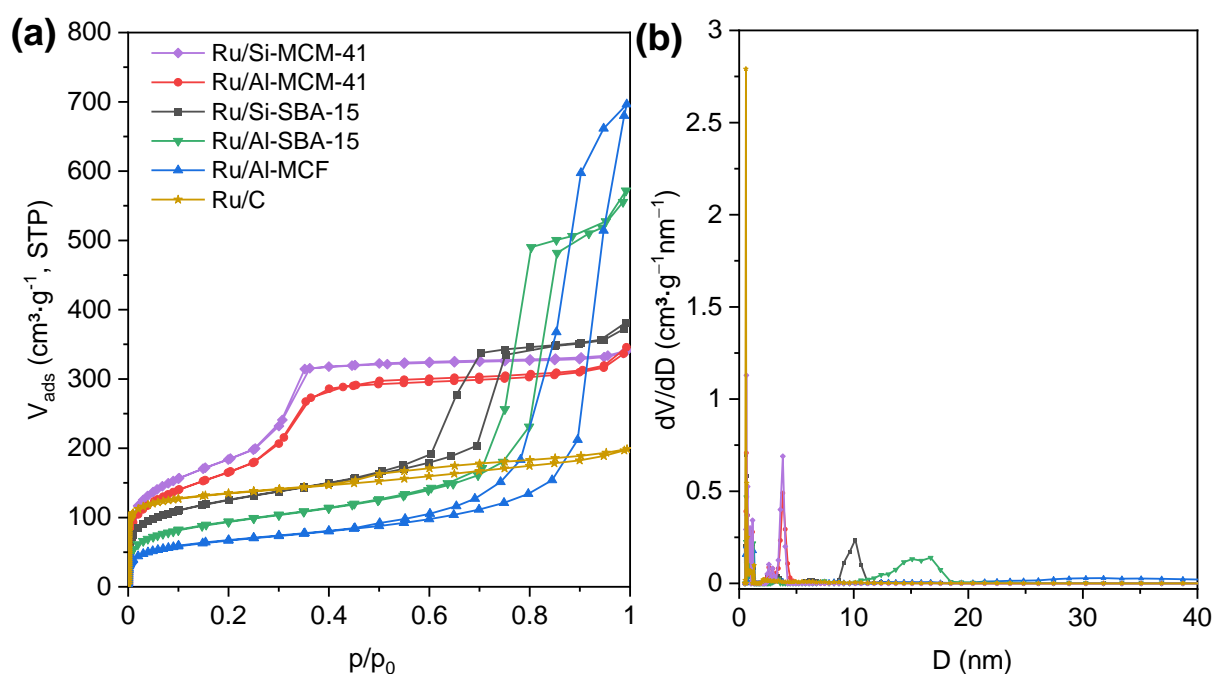 (a)
800
700
600
500
400
300
200
100
0
V_ads (cm³·g⁻¹, STP)
Ru/Si-MCM-41
Ru/Al-MCM-41
Ru/Si-SBA-15
Ru/Al-SBA-15
Ru/Al-MCF
Ru/C
0 0.2 0.4 0.6 0.8 1
p/p₀
(b)
3
2.5
2
1.5
1
0.5
0
dV/dD (cm³·g⁻¹nm⁻¹)
0 10 20 30 40
D (nm)